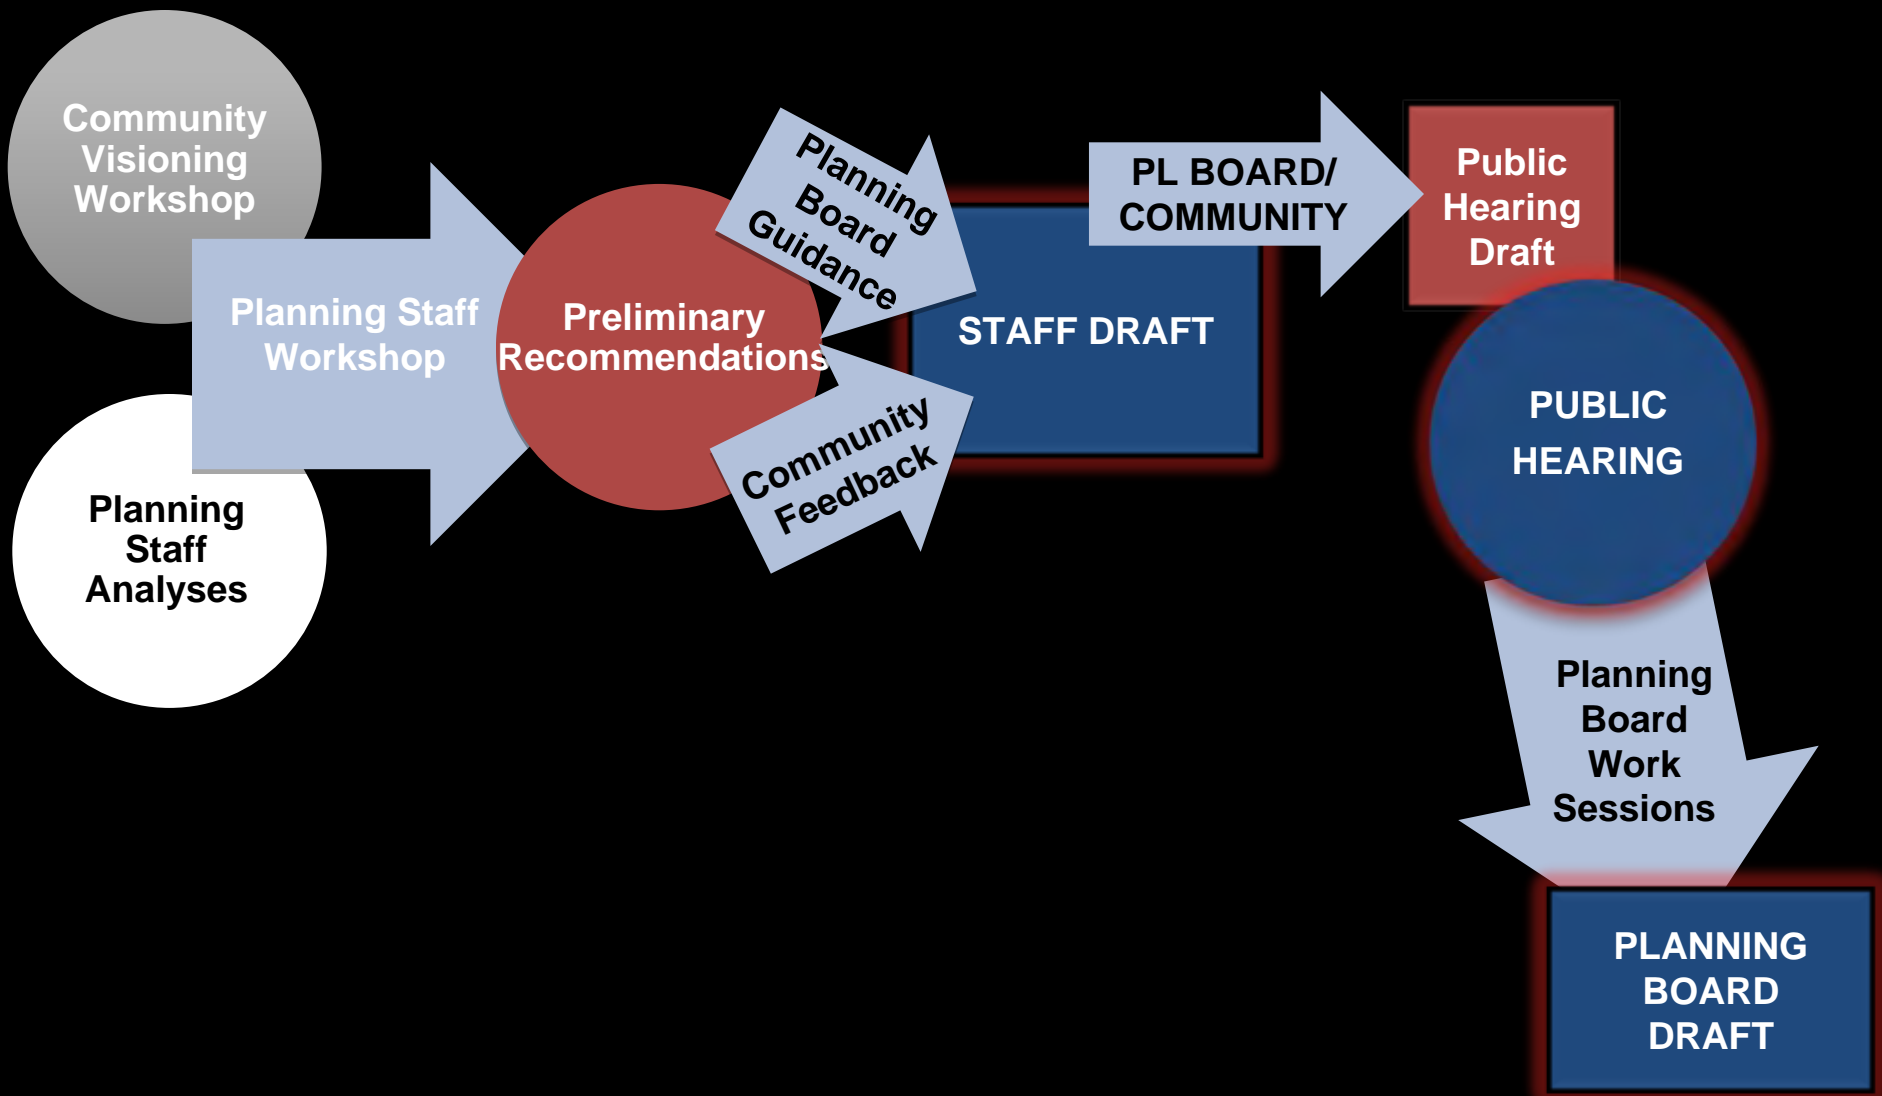 Community
Visioning
Workshop
Planning Staff
Workshop
Planning
Staff
Analyses
Preliminary
Recommendations
Planning
Board
Guidance
Community
Feedback
STAFF DRAFT
PL BOARD/
COMMUNITY
Public
Hearing
Draft
PUBLIC
HEARING
Planning
Board
Work
Sessions
PLANNING
BOARD
DRAFT